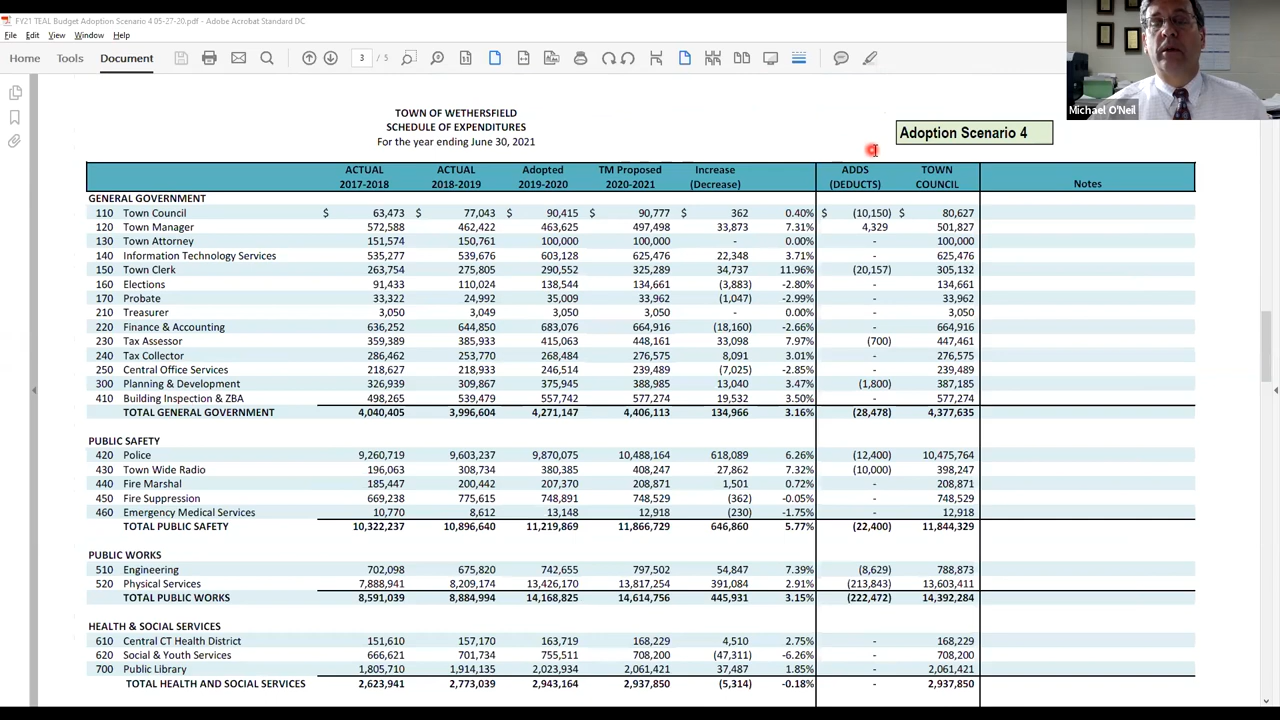 FY21 TEAL Budget Adoption Scenario 4 05-27-20.pdf - Adobe Acrobat Standard DC
File Edit View Window Help
Home Tools Document 3 / 5
Michael O'Neil
TOWN OF WETHERSFIELD
SCHEDULE OF EXPENDITURES
For the year ending June 30, 2021
Adoption Scenario 4
ACTUAL ACTUAL Adopted TM Proposed Increase ADDS TOWN
2017-2018 2018-2019 2019-2020 2020-2021 (Decrease) (DEDUCTS) COUNCIL Notes
GENERAL GOVERNMENT
110 Town Council $ 63,473 $ 77,043 $ 90,415 $ 90,777 $ 362 0.40% $ (10,150) $ 80,627
120 Town Manager 572,588 462,422 463,625 497,498 33,873 7.31% 4,329 501,827
130 Town Attorney 151,574 150,761 100,000 100,000 - 0.00% - 100,000
140 Information Technology Services 535,277 539,676 603,128 625,476 22,348 3.71% - 625,476
150 Town Clerk 263,754 275,805 290,552 325,289 34,737 11.96% (20,157) 305,132
160 Elections 91,433 110,024 138,544 134,661 (3,883) -2.80% - 134,661
170 Probate 33,322 24,992 35,009 33,962 (1,047) -2.99% - 33,962
210 Treasurer 3,050 3,049 3,050 3,050 - 0.00% - 3,050
220 Finance & Accounting 636,252 644,850 683,076 664,916 (18,160) -2.66% - 664,916
230 Tax Assessor 359,389 385,933 415,063 448,161 33,098 7.97% (700) 447,461
240 Tax Collector 286,462 253,770 268,484 276,575 8,091 3.01% - 276,575
250 Central Office Services 218,627 218,933 246,514 239,489 (7,025) -2.85% - 239,489
300 Planning & Development 326,939 309,867 375,945 388,985 13,040 3.47% (1,800) 387,185
410 Building Inspection & ZBA 498,265 539,479 557,742 577,274 19,532 3.50% - 577,274
TOTAL GENERAL GOVERNMENT 4,040,405 3,996,604 4,271,147 4,406,113 134,966 3.16% (28,478) 4,377,635
PUBLIC SAFETY
420 Police 9,260,719 9,603,237 9,870,075 10,488,164 618,089 6.26% (12,400) 10,475,764
430 Town Wide Radio 196,063 308,734 380,385 408,247 27,862 7.32% (10,000) 398,247
440 Fire Marshal 185,447 200,442 207,370 208,871 1,501 0.72% - 208,871
450 Fire Suppression 669,238 775,615 748,891 748,529 (362) -0.05% - 748,529
460 Emergency Medical Services 10,770 8,612 13,148 12,918 (230) -1.75% - 12,918
TOTAL PUBLIC SAFETY 10,322,237 10,896,640 11,219,869 11,866,729 646,860 5.77% (22,400) 11,844,329
PUBLIC WORKS
510 Engineering 702,098 675,820 742,655 797,502 54,847 7.39% (8,629) 788,873
520 Physical Services 7,888,941 8,209,174 13,426,170 13,817,254 391,084 2.91% (213,843) 13,603,411
TOTAL PUBLIC WORKS 8,591,039 8,884,994 14,168,825 14,614,756 445,931 3.15% (222,472) 14,392,284
HEALTH & SOCIAL SERVICES
610 Central CT Health District 151,610 157,170 163,719 168,229 4,510 2.75% - 168,229
620 Social & Youth Services 666,621 701,734 755,511 708,200 (47,311) -6.26% - 708,200
700 Public Library 1,805,710 1,914,135 2,023,934 2,061,421 37,487 1.85% - 2,061,421
TOTAL HEALTH AND SOCIAL SERVICES 2,623,941 2,773,039 2,943,164 2,937,850 (5,314) -0.18% - 2,937,850